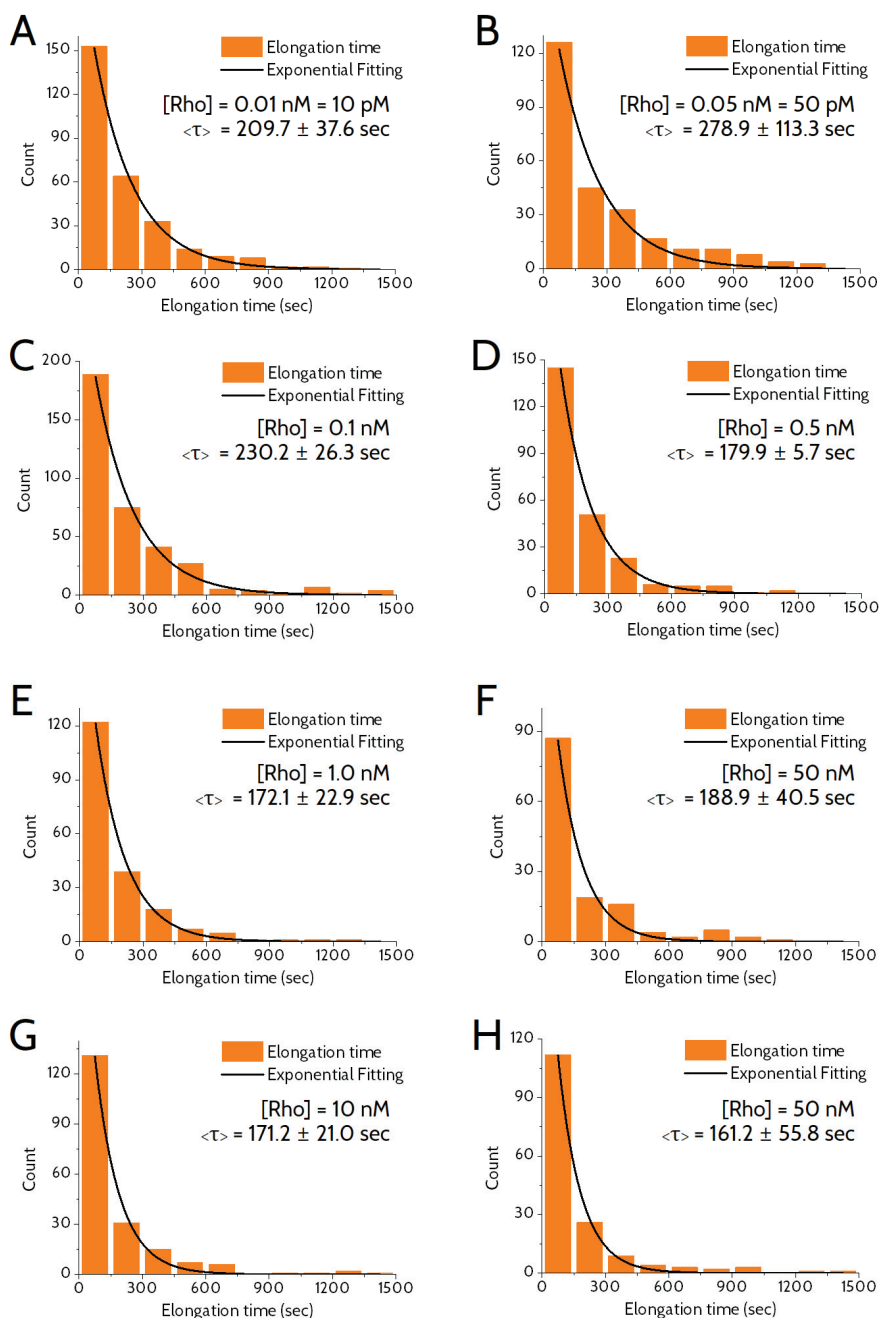 A
150
120
90
60
30
0
Count
0
300
600
900
1200
1500
Elongation time (sec)
Elongation time
Exponential Fitting
[Rho] = 0.01 nM = 10 pM
<τ> = 209.7 ± 37.6 sec
B
120
90
60
30
0
Count
0
300
600
900
1200
1500
Elongation time (sec)
Elongation time
Exponential Fitting
[Rho] = 0.05 nM = 50 pM
<τ> = 278.9 ± 113.3 sec
C
200
150
100
50
0
Count
0
300
600
900
1200
1500
Elongation time (sec)
Elongation time
Exponential Fitting
[Rho] = 0.1 nM
<τ> = 230.2 ± 26.3 sec
D
150
120
90
60
30
0
Count
0
300
600
900
1200
1500
Elongation time (sec)
Elongation time
Exponential Fitting
[Rho] = 0.5 nM
<τ> = 179.9 ± 5.7 sec
E
120
90
60
30
0
Count
0
300
600
900
1200
1500
Elongation time (sec)
Elongation time
Exponential Fitting
[Rho] = 1.0 nM
<τ> = 172.1 ± 22.9 sec
F
90
60
30
0
Count
0
300
600
900
1200
1500
Elongation time (sec)
Elongation time
Exponential Fitting
[Rho] = 50 nM
<τ> = 188.9 ± 40.5 sec
G
120
90
60
30
0
Count
0
300
600
900
1200
1500
Elongation time (sec)
Elongation time
Exponential Fitting
[Rho] = 10 nM
<τ> = 171.2 ± 21.0 sec
H
120
90
60
30
0
Count
0
300
600
900
1200
1500
Elongation time (sec)
Elongation time
Exponential Fitting
[Rho] = 50 nM
<τ> = 161.2 ± 55.8 sec